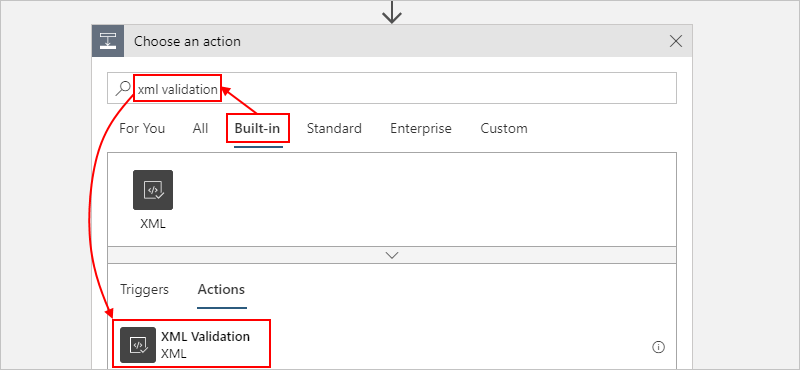 Choose an action
xml validation
For You All Built-in Standard Enterprise Custom
XML
Triggers Actions
XML Validation
XML